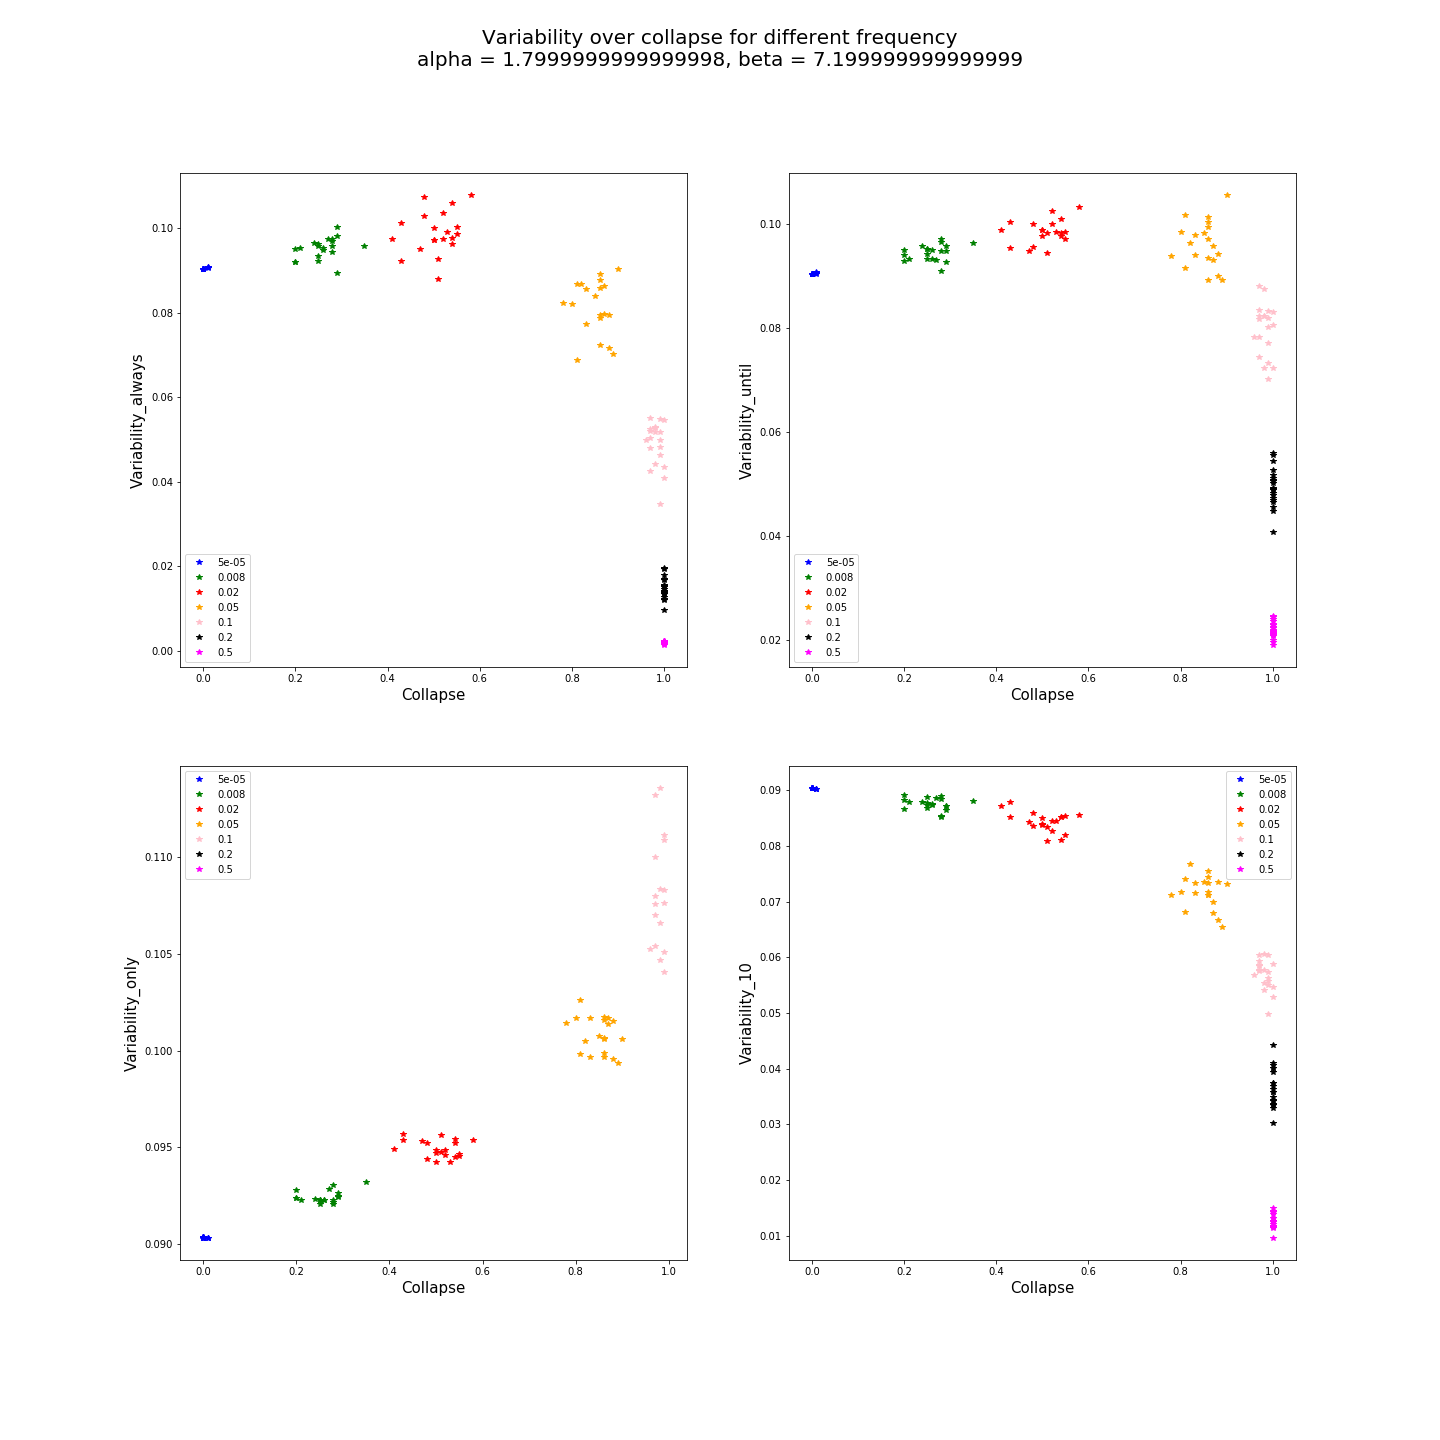 Variability over collapse for different frequency
alpha = 1.7999999999999998, beta = 7.199999999999999
0.10
0.08
0.06
0.04
0.02
0.00
Variability_always
5e-05
0.008
0.02
0.05
0.1
0.2
0.5
0.0 0.2 0.4 0.6 0.8 1.0
Collapse
0.10
0.08
0.06
0.04
0.02
Variability_until
5e-05
0.008
0.02
0.05
0.1
0.2
0.5
0.0 0.2 0.4 0.6 0.8 1.0
Collapse
0.110
0.105
0.100
0.095
0.090
Variability_only
5e-05
0.008
0.02
0.05
0.1
0.2
0.5
0.0 0.2 0.4 0.6 0.8 1.0
Collapse
0.09
0.08
0.07
0.06
0.05
0.04
0.03
0.02
0.01
Variability_10
5e-05
0.008
0.02
0.05
0.1
0.2
0.5
0.0 0.2 0.4 0.6 0.8 1.0
Collapse